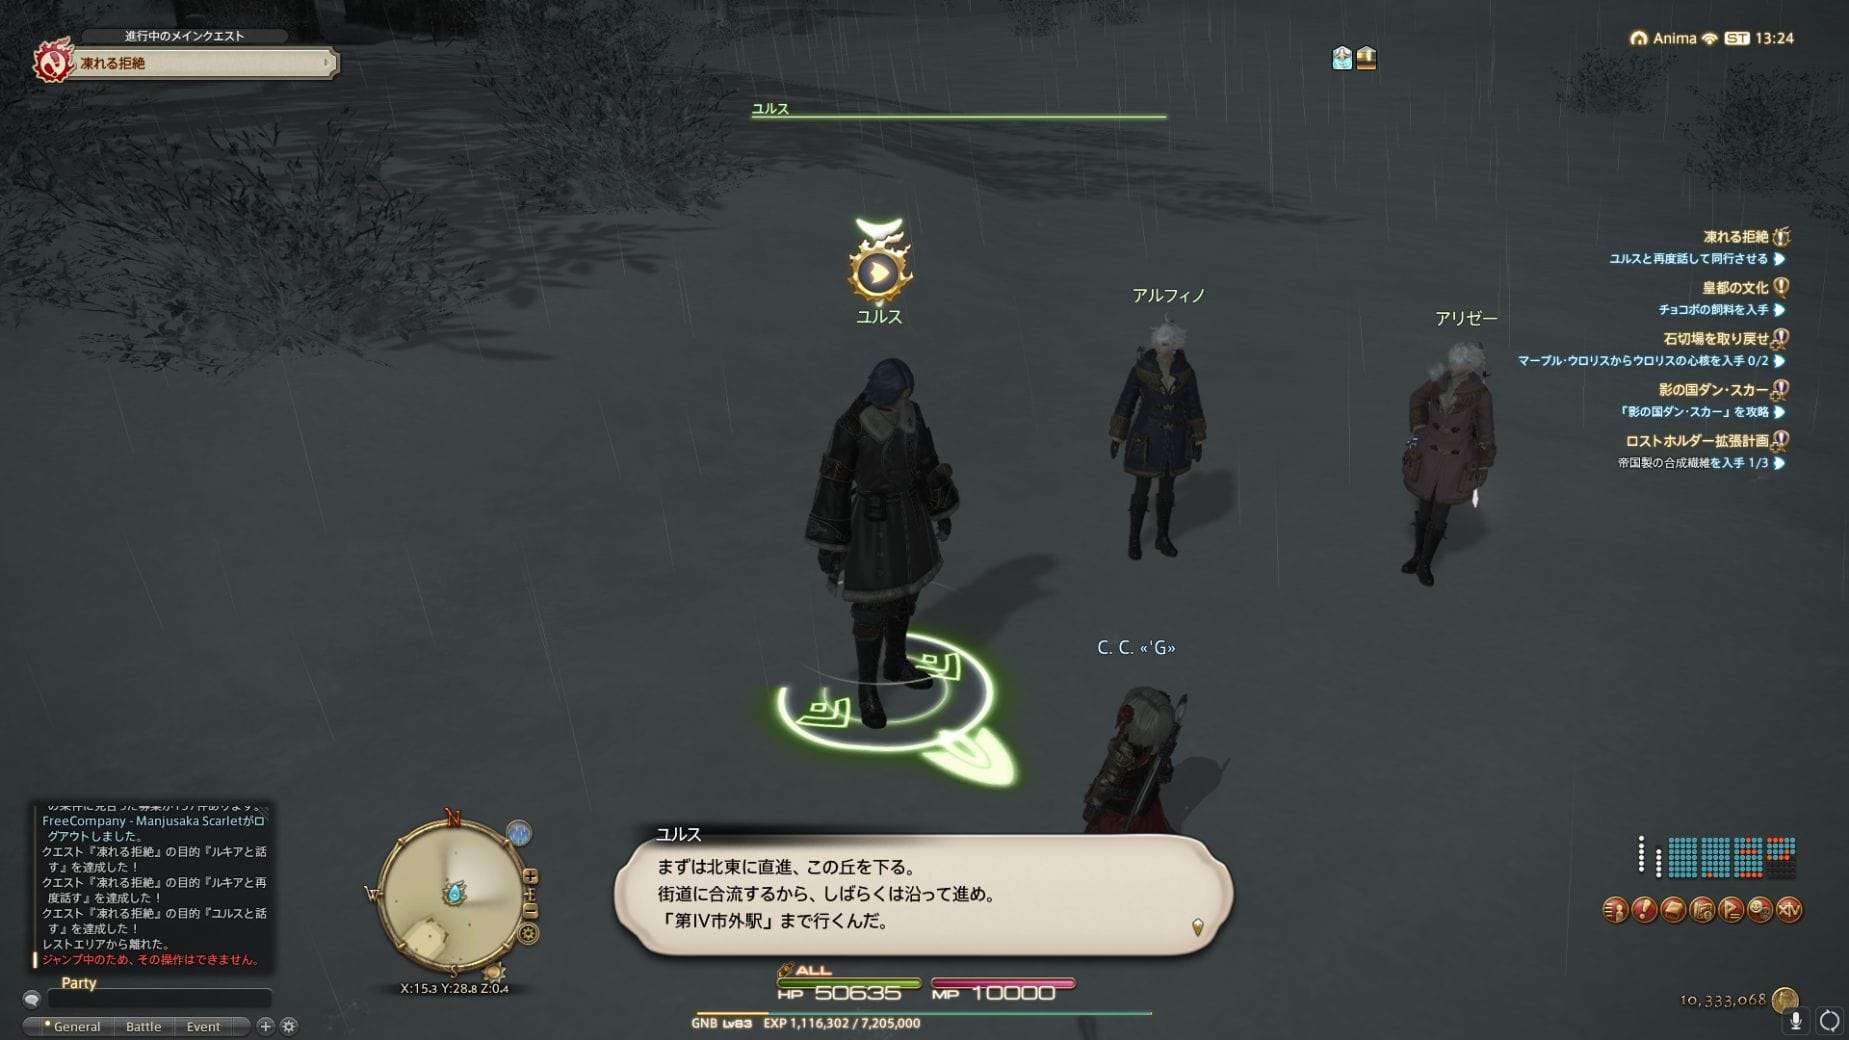 進行中のメインクエスト
凍れる拒絶
Anima ST 13:24
ユルス
ユルス
アルフィノ
アリゼー
凍れる拒絶
ユルスと再度話して同行させる
皇都の文化
チョコボの飼料を入手
石切場を取り戻せ
マーブル・ウロリスからウロリスの心核を入手 0/2
影の国ダン・スカー
「影の国ダン・スカー」を攻略
ロストホルダー拡張計画
帝国製の合成繊維を入手 1/3
C. C. «'G»
FreeCompany - Manjusaka Scarletがロ
グアウトしました。
クエスト『凍れる拒絶』の目的『ルキアと話
す』を達成した！
クエスト『凍れる拒絶』の目的『ルキアと再
度話す』を達成した！
クエスト『凍れる拒絶』の目的『ユルスと話
す』を達成した！
レストエリアから離れた。
ジャンプ中のため、その操作はできません。
Party
General Battle Event
N
W
S
X:15.3 Y:28.8 Z:0.4
ユルス
まずは北東に直進、この丘を下る。
街道に合流するから、しばらくは沿って進め。
「第IV市外駅」まで行くんだ。
ALL
HP 50635 MP 10000
GNB Lv83 EXP 1,116,302 / 7,205,000
XIV
10,333,068